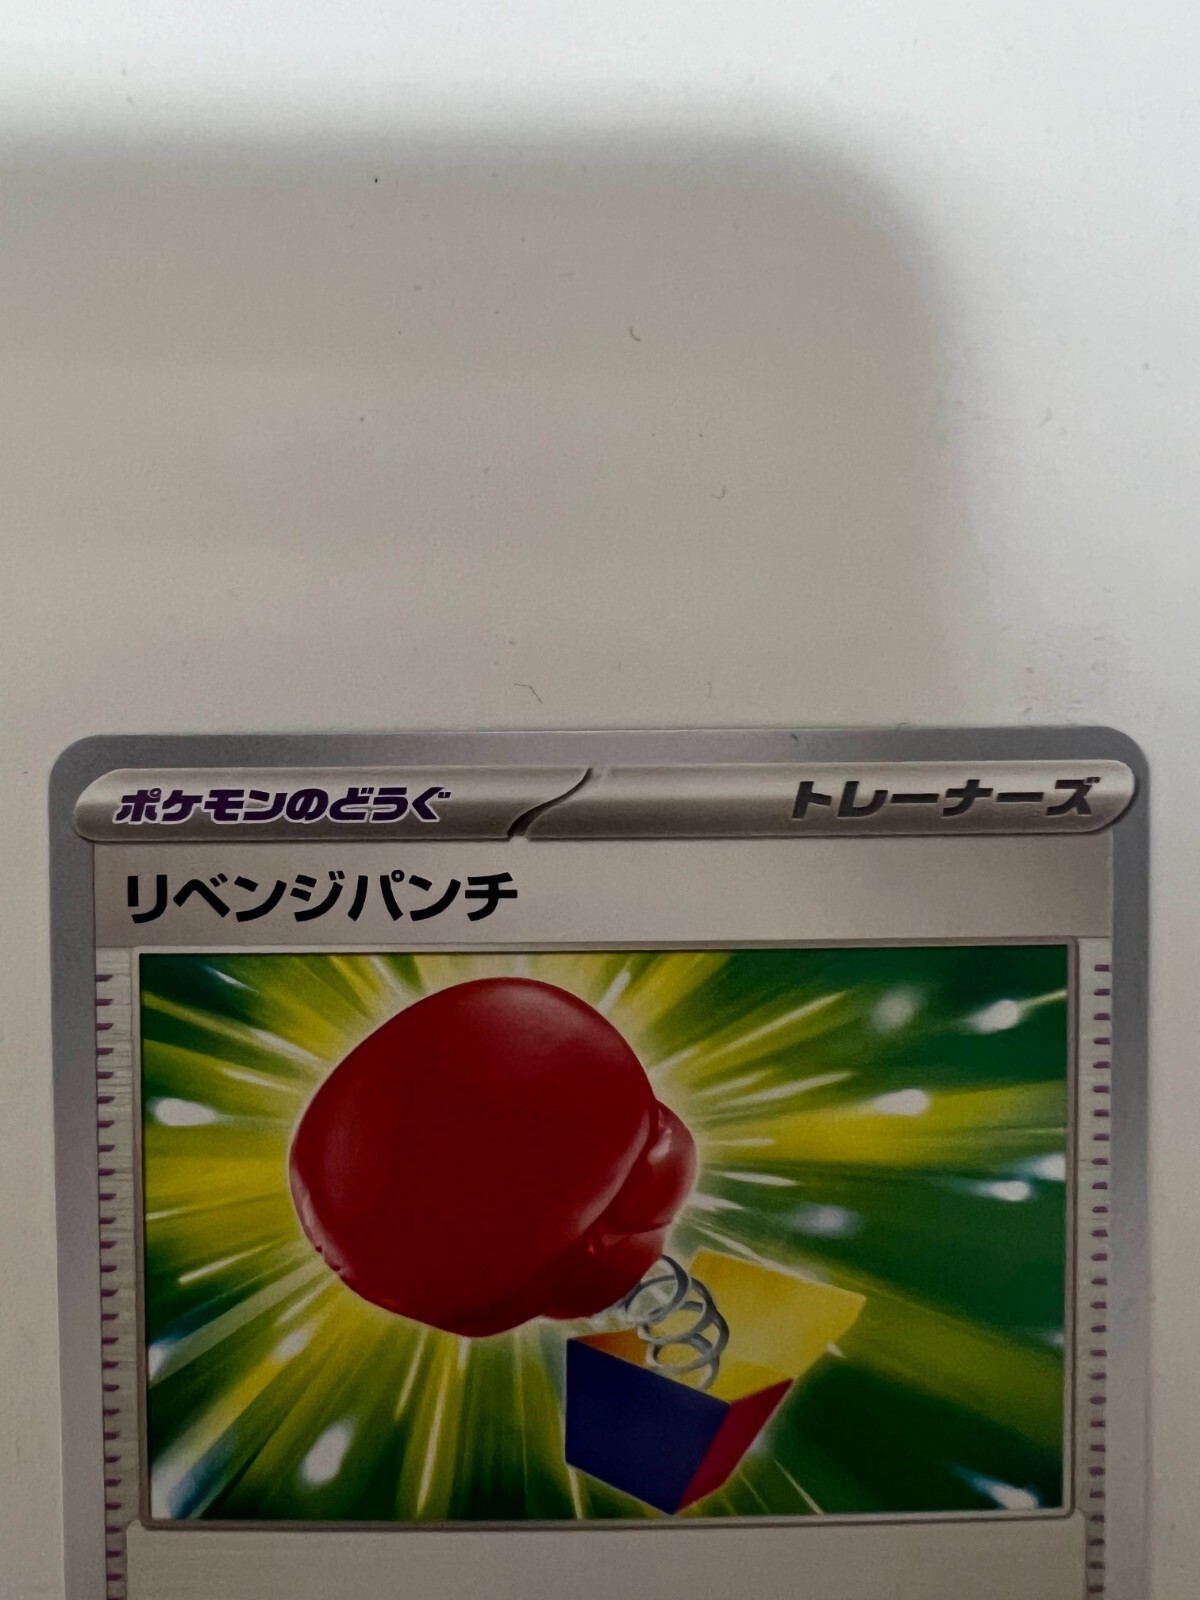 ポケモンのどうぐ
トレーナーズ
リベンジパンチ